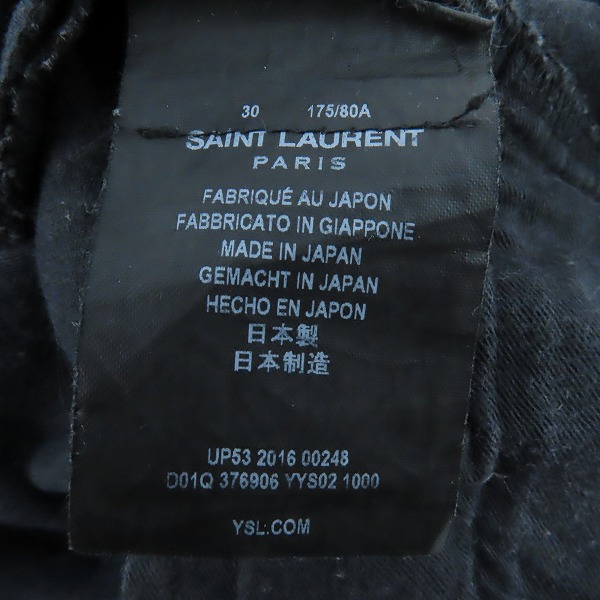 30 175/80A
SAINT LAURENT
PARIS
FABRIQUÉ AU JAPON
FABBRICATO IN GIAPPONE
MADE IN JAPAN
GEMACHT IN JAPAN
HECHO EN JAPON
日本製
日本制造
UP53 2016 00248
D01Q 376906 YYS02 1000
YSL.COM